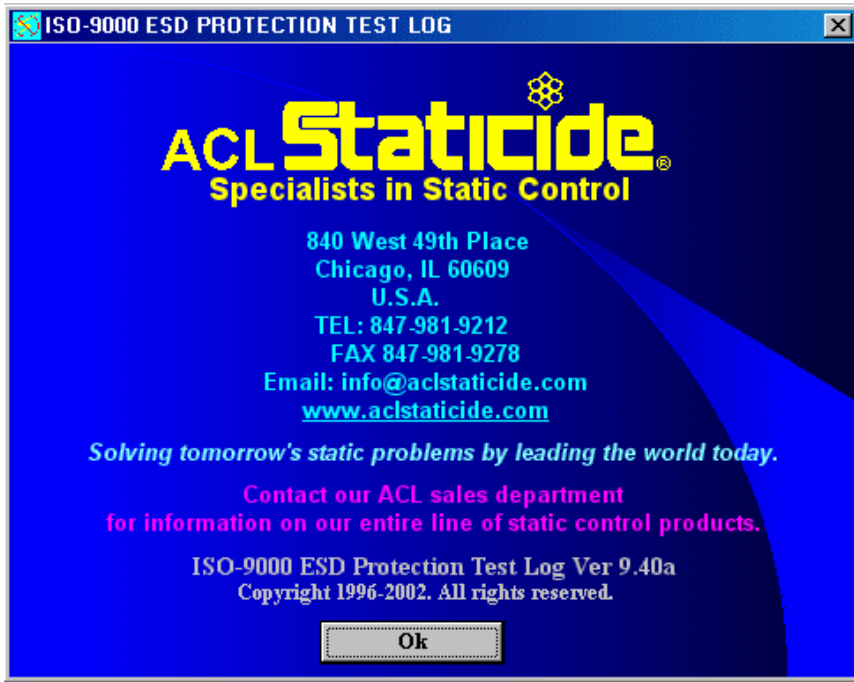 ISO-9000 ESD PROTECTION TEST LOG
ACL Staticide®
Specialists in Static Control
840 West 49th Place
Chicago, IL 60609
U.S.A.
TEL: 847-981-9212
FAX 847-981-9278
Email: info@aclstaticide.com
www.aclstaticide.com
Solving tomorrow's static problems by leading the world today.
Contact our ACL sales department
for information on our entire line of static control products.
ISO-9000 ESD Protection Test Log Ver 9.40a
Copyright 1996-2002. All rights reserved.
Ok